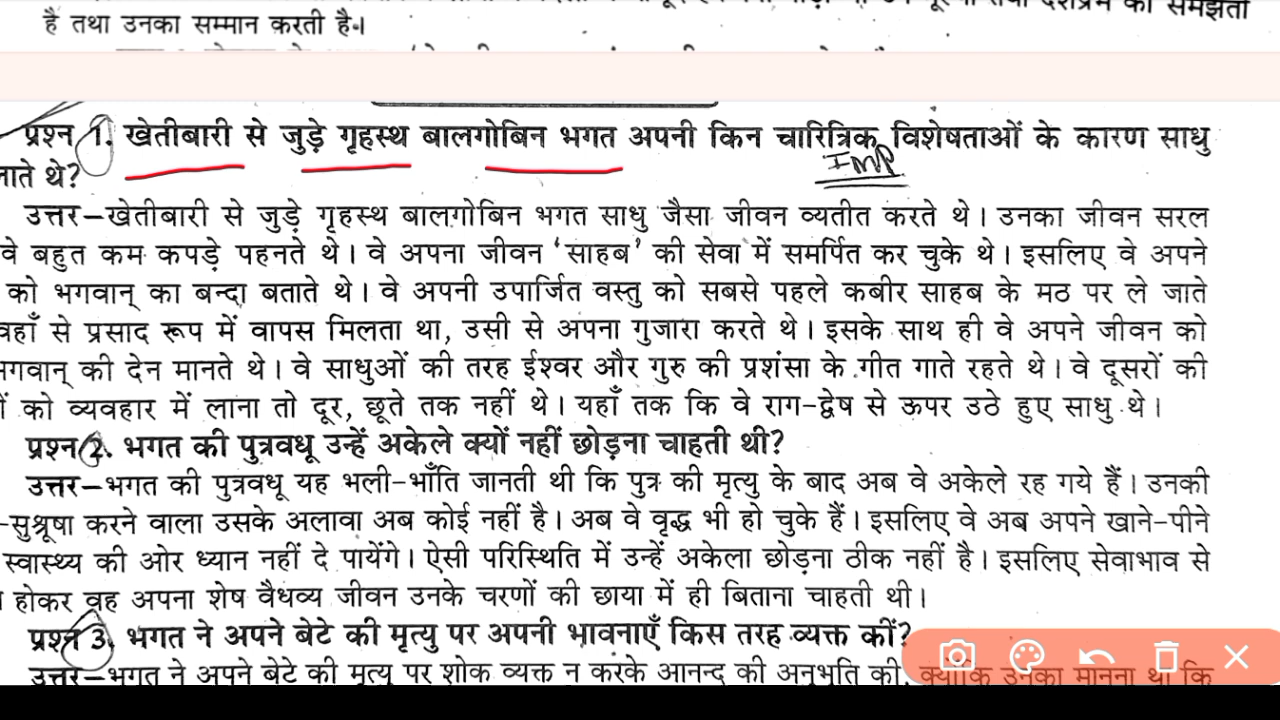 है तथा उनका सम्मान करती है।
प्रश्न 1. खेतीबारी से जुड़े गृहस्थ बालगोबिन भगत अपनी किन चारित्रिक विशेषताओं के कारण साधु
थे?
IMP
उत्तर–खेतीबारी से जुड़े गृहस्थ बालगोबिन भगत साधु जैसा जीवन व्यतीत करते थे। उनका जीवन सरल
वे बहुत कम कपड़े पहनते थे। वे अपना जीवन ‘साहब’ की सेवा में समर्पित कर चुके थे। इसलिए वे अपने
को भगवान् का बन्दा बताते थे। वे अपनी उपार्जित वस्तु को सबसे पहले कबीर साहब के मठ पर ले जाते
से प्रसाद रूप में वापस मिलता था, उसी से अपना गुजारा करते थे। इसके साथ ही वे अपने जीवन को
की देन मानते थे। वे साधुओं की तरह ईश्वर और गुरु की प्रशंसा के गीत गाते रहते थे। वे दूसरों की
को व्यवहार में लाना तो दूर, छूते तक नहीं थे। यहाँ तक कि वे राग-द्वेष से ऊपर उठे हुए साधु थे।
प्रश्न 2. भगत की पुत्रवधू उन्हें अकेले क्यों नहीं छोड़ना चाहती थी?
उत्तर–भगत की पुत्रवधू यह भली-भाँति जानती थी कि पुत्र की मृत्यु के बाद अब वे अकेले रह गये हैं। उनकी
-सुश्रूषा करने वाला उसके अलावा अब कोई नहीं है। अब वे वृद्ध भी हो चुके हैं। इसलिए वे अब अपने खाने-पीने
स्वास्थ्य की ओर ध्यान नहीं दे पायेंगे। ऐसी परिस्थिति में उन्हें अकेला छोड़ना ठीक नहीं है। इसलिए सेवाभाव से
होकर वह अपना शेष वैधव्य जीवन उनके चरणों की छाया में ही बिताना चाहती थी।
प्रश्न 3. भगत ने अपने बेटे की मृत्यु पर अपनी भावनाएँ किस तरह व्यक्त कीं?
उत्तर–भगत ने अपने बेटे की मृत्यु पर शोक व्यक्त न करके आनन्द की अनुभूति की, क्योंकि उनका मानना था कि